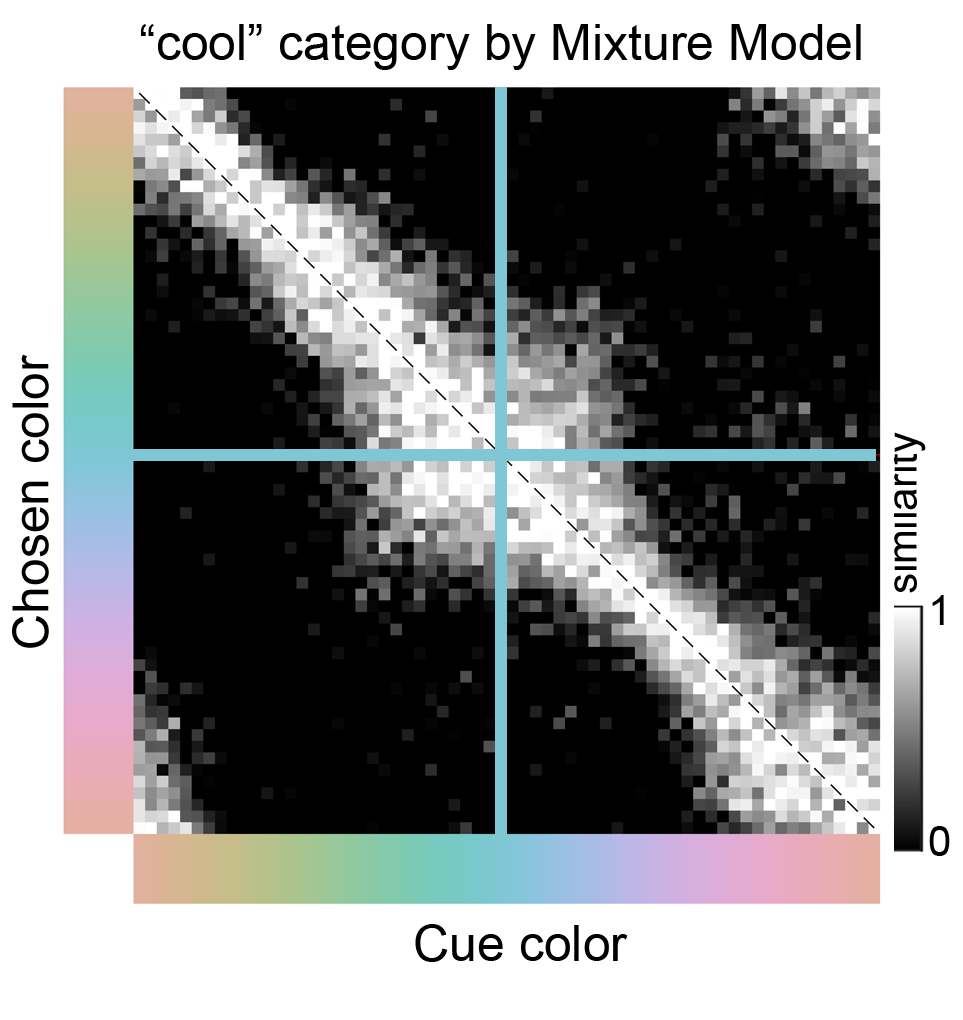 “cool” category by Mixture Model
Chosen color
similarity
1
0
Cue color